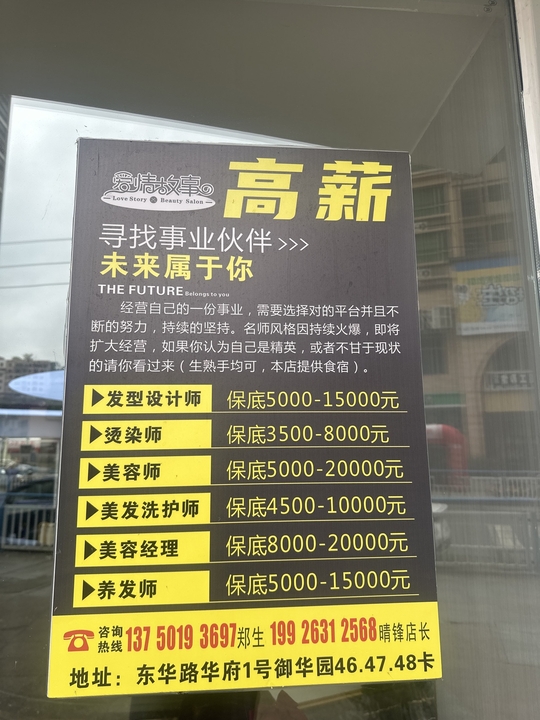 爱情故事の
Love Story Beauty Salon
高薪
寻找事业伙伴>>>
未来属于你
THE FUTURE Belongs to you
经营自己的一份事业，需要选择对的平台并且不
断的努力，持续的坚持。名师风格因持续火爆，即将
扩大经营，如果你认为自己是精英，或者不甘于现状
的请你看过来（生熟手均可，本店提供食宿）。
▶发型设计师 保底5000-15000元
▶烫染师 保底3500-8000元
▶美容师 保底5000-20000元
▶美发洗护师 保底4500-10000元
▶美容经理 保底8000-20000元
▶养发师 保底5000-15000元
咨询热线 137 5019 3697郑生 199 2631 2568晴锋店长
地址：东华路华府1号御华园46.47.48卡